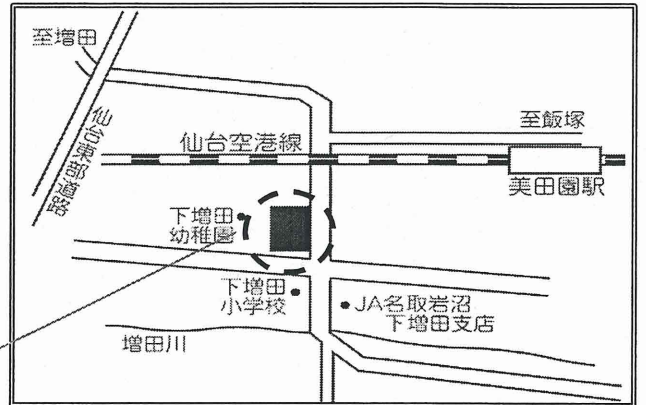 至増田
仙台東部道路
仙台空港線
至飯塚
美田園駅
下増田
幼稚園
下増田
小学校
JA名取岩沼
下増田支店
増田川